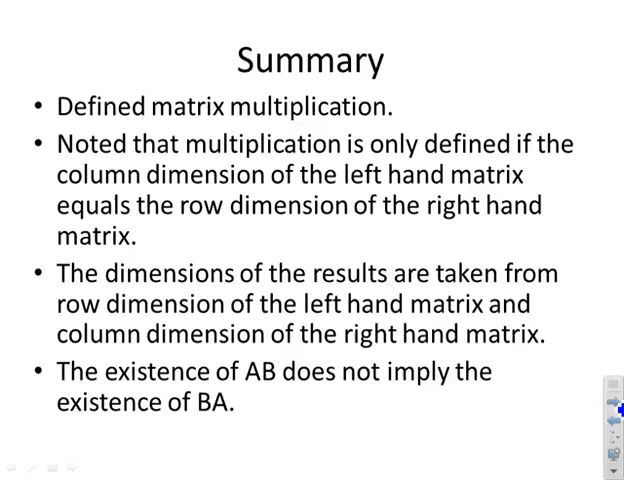 Summary
• Defined matrix multiplication.
• Noted that multiplication is only defined if the
column dimension of the left hand matrix
equals the row dimension of the right hand
matrix.
• The dimensions of the results are taken from
row dimension of the left hand matrix and
column dimension of the right hand matrix.
• The existence of AB does not imply the
existence of BA.